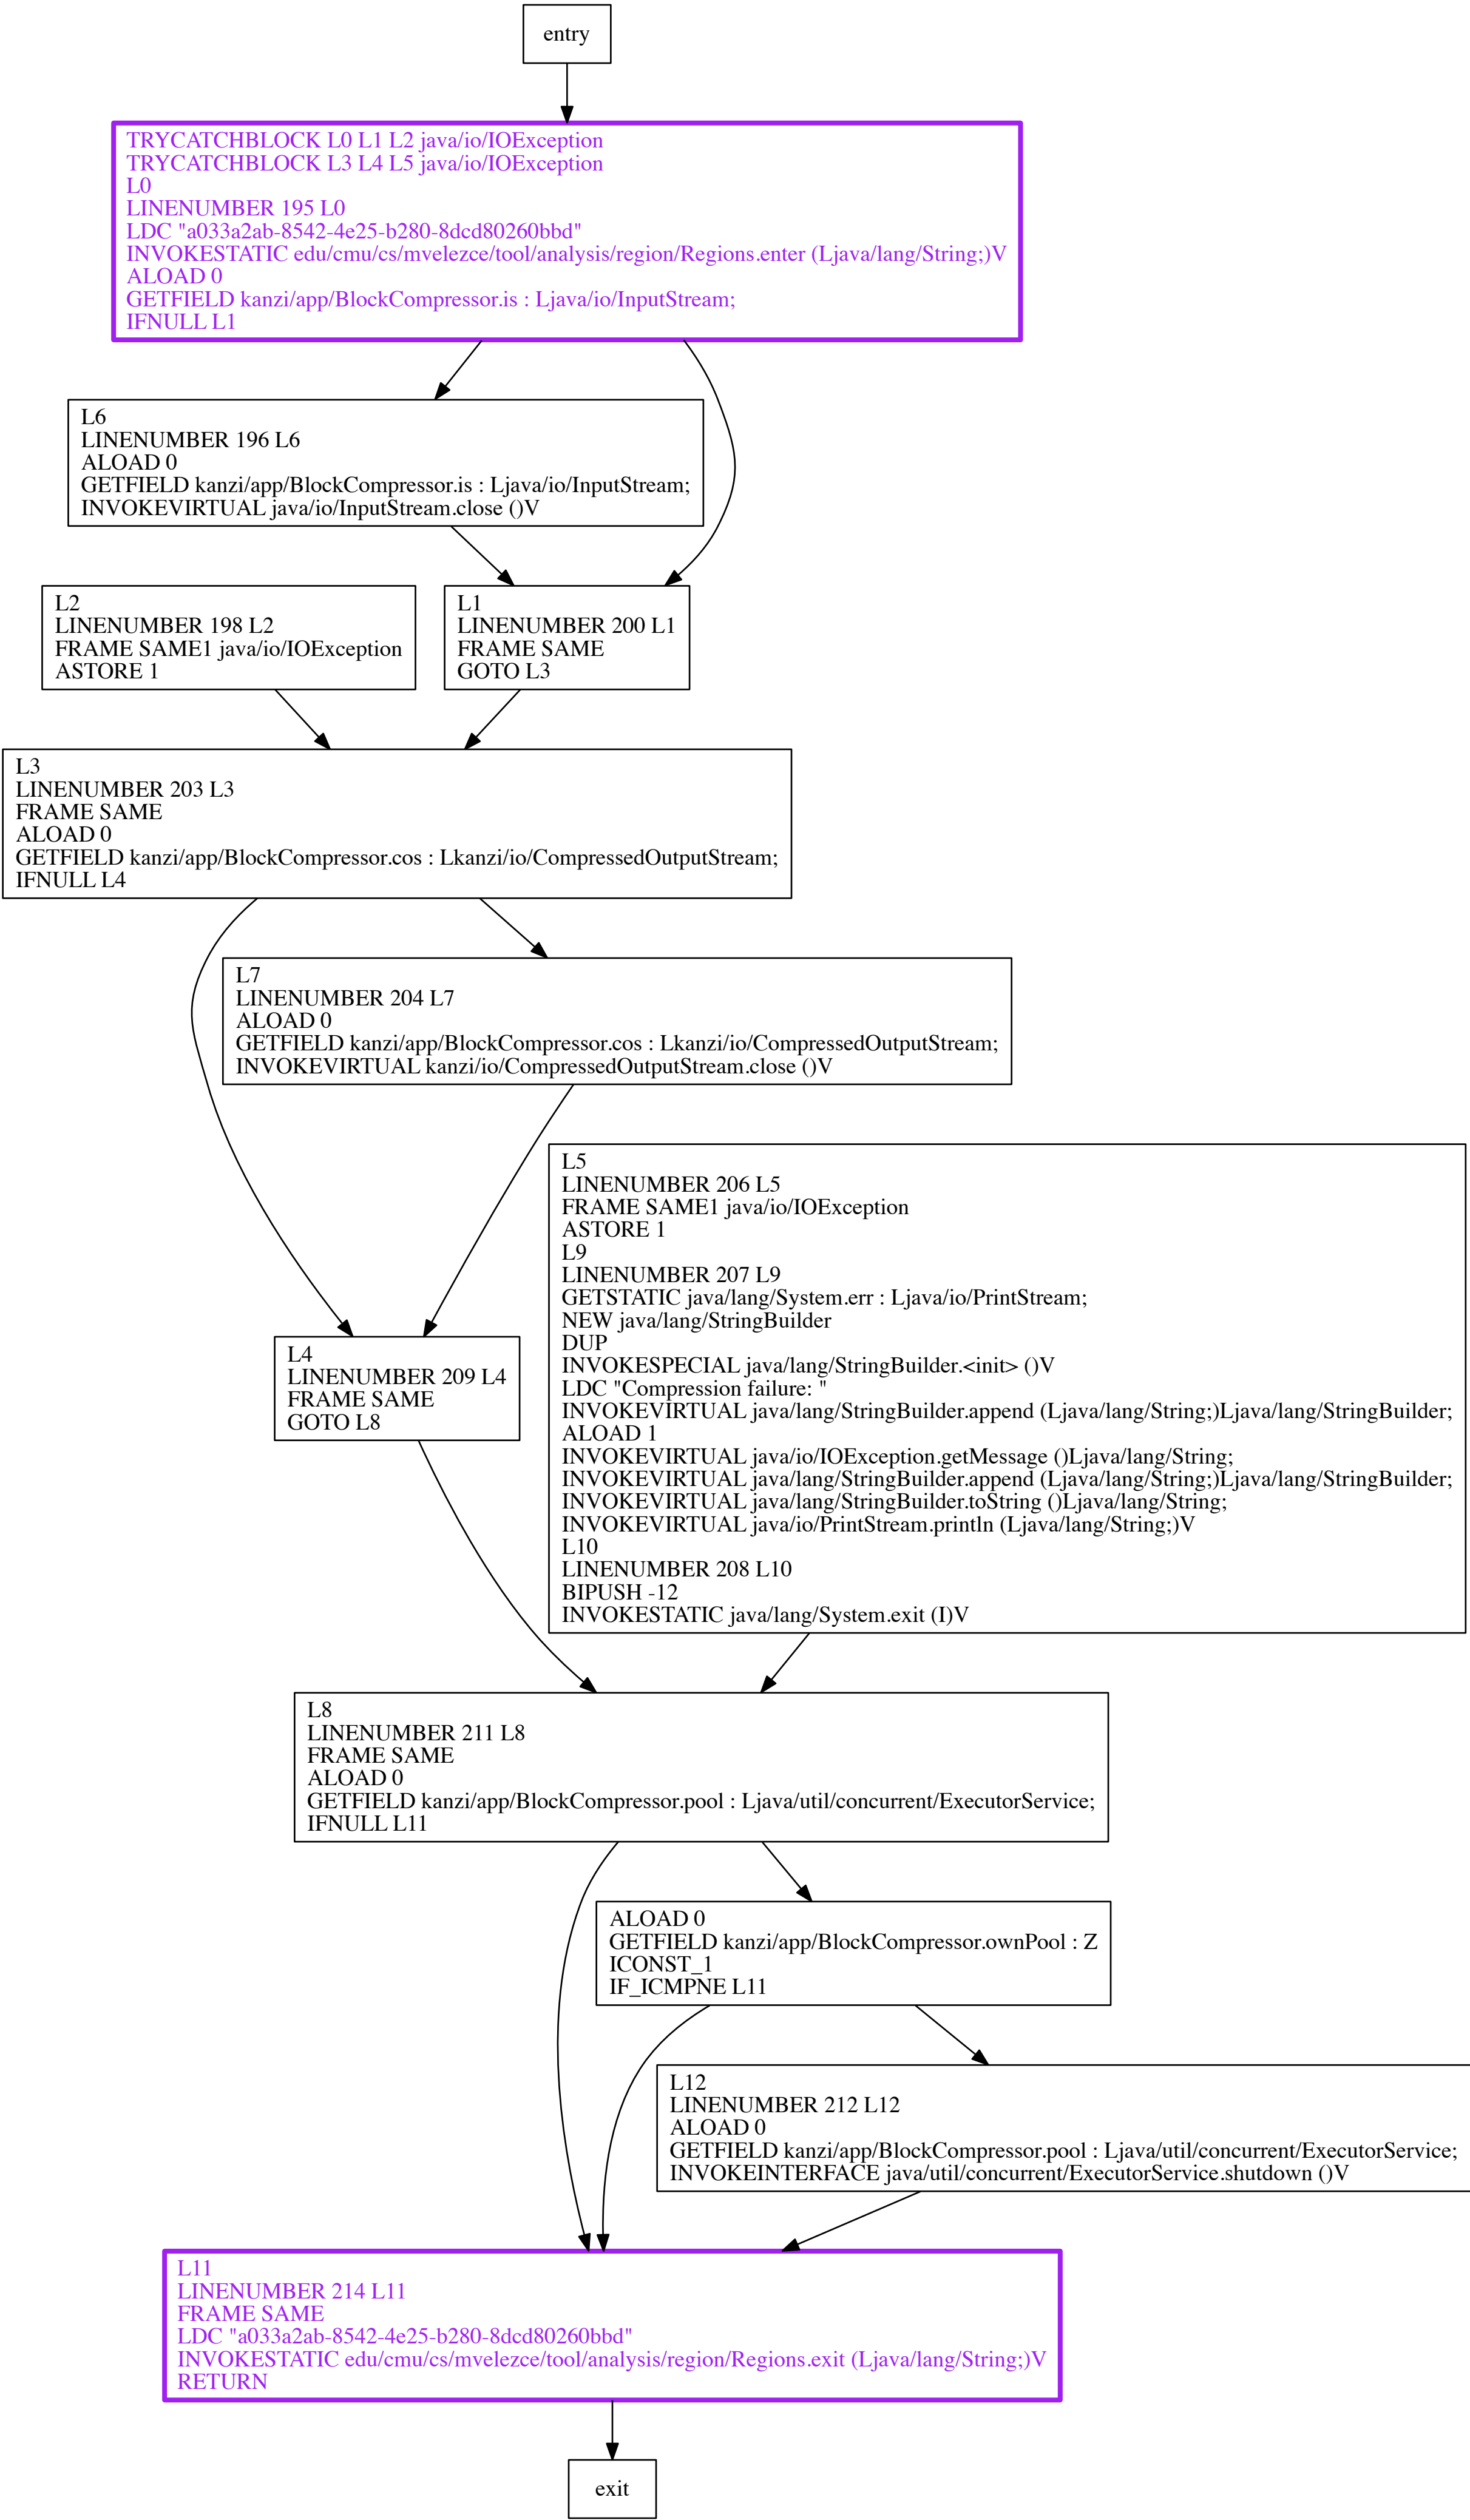 entry
TRYCATCHBLOCK L0 L1 L2 java/io/IOException
TRYCATCHBLOCK L3 L4 L5 java/io/IOException
L0
LINENUMBER 195 L0
LDC "a033a2ab-8542-4e25-b280-8dcd80260bbd"
INVOKESTATIC edu/cmu/cs/mvelezce/tool/analysis/region/Regions.enter (Ljava/lang/String;)V
ALOAD 0
GETFIELD kanzi/app/BlockCompressor.is : Ljava/io/InputStream;
IFNULL L1
L6
LINENUMBER 196 L6
ALOAD 0
GETFIELD kanzi/app/BlockCompressor.is : Ljava/io/InputStream;
INVOKEVIRTUAL java/io/InputStream.close ()V
L2
LINENUMBER 198 L2
FRAME SAME1 java/io/IOException
ASTORE 1
L1
LINENUMBER 200 L1
FRAME SAME
GOTO L3
L3
LINENUMBER 203 L3
FRAME SAME
ALOAD 0
GETFIELD kanzi/app/BlockCompressor.cos : Lkanzi/io/CompressedOutputStream;
IFNULL L4
L7
LINENUMBER 204 L7
ALOAD 0
GETFIELD kanzi/app/BlockCompressor.cos : Lkanzi/io/CompressedOutputStream;
INVOKEVIRTUAL kanzi/io/CompressedOutputStream.close ()V
L5
LINENUMBER 206 L5
FRAME SAME1 java/io/IOException
ASTORE 1
L9
LINENUMBER 207 L9
GETSTATIC java/lang/System.err : Ljava/io/PrintStream;
NEW java/lang/StringBuilder
DUP
INVOKESPECIAL java/lang/StringBuilder.&lt;init&gt; ()V
LDC "Compression failure: "
INVOKEVIRTUAL java/lang/StringBuilder.append (Ljava/lang/String;)Ljava/lang/StringBuilder;
ALOAD 1
INVOKEVIRTUAL java/io/IOException.getMessage ()Ljava/lang/String;
INVOKEVIRTUAL java/lang/StringBuilder.append (Ljava/lang/String;)Ljava/lang/StringBuilder;
INVOKEVIRTUAL java/lang/StringBuilder.toString ()Ljava/lang/String;
INVOKEVIRTUAL java/io/PrintStream.println (Ljava/lang/String;)V
L10
LINENUMBER 208 L10
BIPUSH -12
INVOKESTATIC java/lang/System.exit (I)V
L4
LINENUMBER 209 L4
FRAME SAME
GOTO L8
L8
LINENUMBER 211 L8
FRAME SAME
ALOAD 0
GETFIELD kanzi/app/BlockCompressor.pool : Ljava/util/concurrent/ExecutorService;
IFNULL L11
ALOAD 0
GETFIELD kanzi/app/BlockCompressor.ownPool : Z
ICONST_1
IF_ICMPNE L11
L12
LINENUMBER 212 L12
ALOAD 0
GETFIELD kanzi/app/BlockCompressor.pool : Ljava/util/concurrent/ExecutorService;
INVOKEINTERFACE java/util/concurrent/ExecutorService.shutdown ()V
L11
LINENUMBER 214 L11
FRAME SAME
LDC "a033a2ab-8542-4e25-b280-8dcd80260bbd"
INVOKESTATIC edu/cmu/cs/mvelezce/tool/analysis/region/Regions.exit (Ljava/lang/String;)V
RETURN
exit